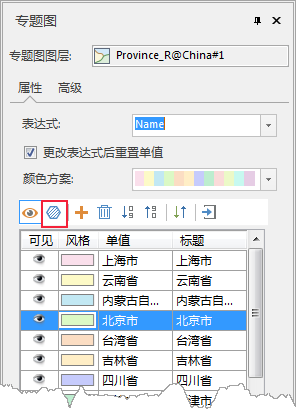 专题图
专题图图层: Province_R@China#1
属性 高级
表达式: Name
更改表达式后重置单值
颜色方案:
可见 风格 单值 标题
上海市 上海市
云南省 云南省
内蒙古自... 内蒙古自...
北京市 北京市
台湾省 台湾省
吉林省 吉林省
四川省 四川省
津市